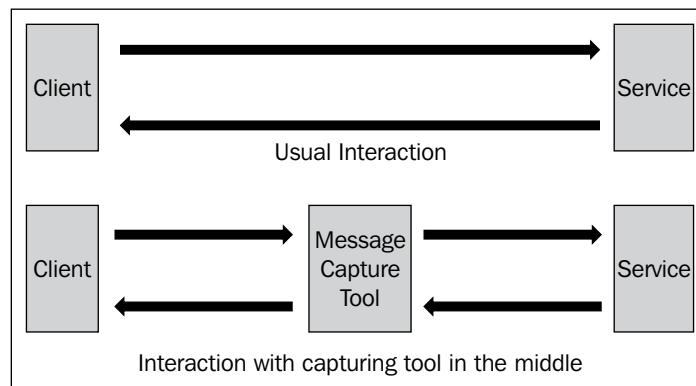 Client
Service
Usual Interaction
Client
Message
Capture
Tool
Service
Interaction with capturing tool in the middle